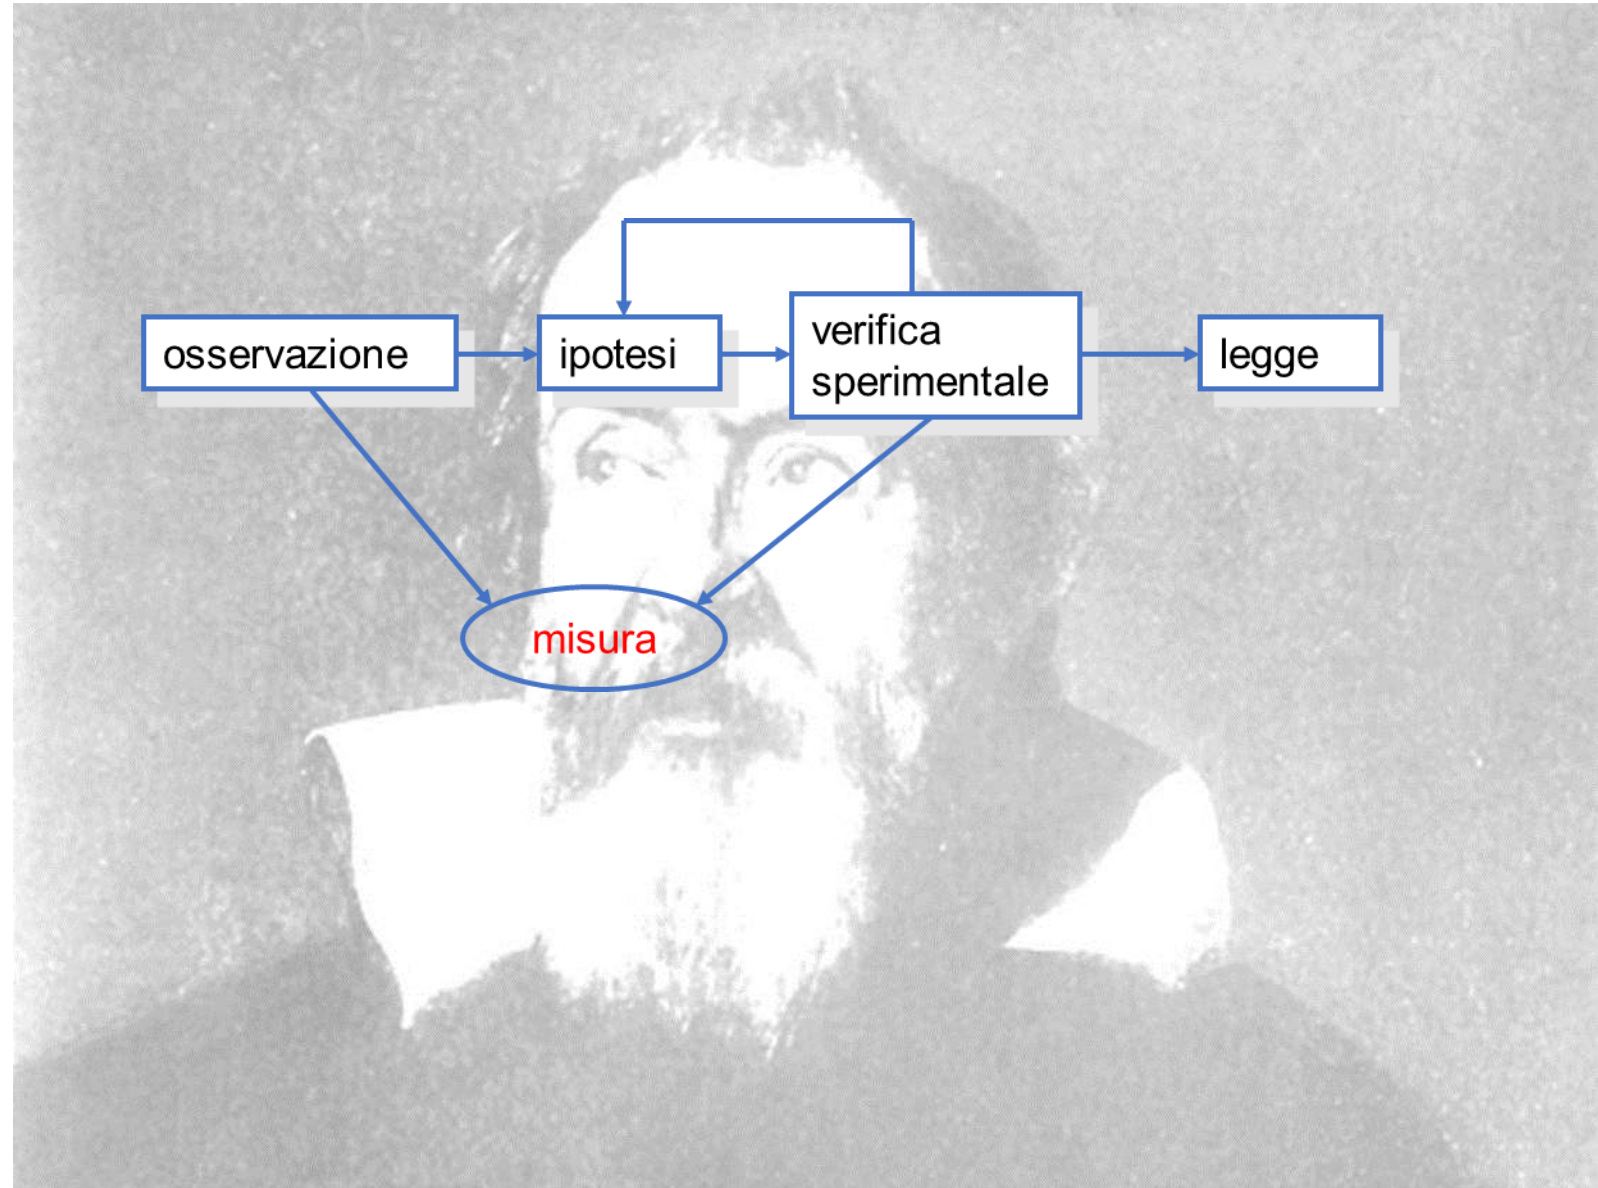 osservazione
ipotesi
verifica
sperimentale
legge
misura